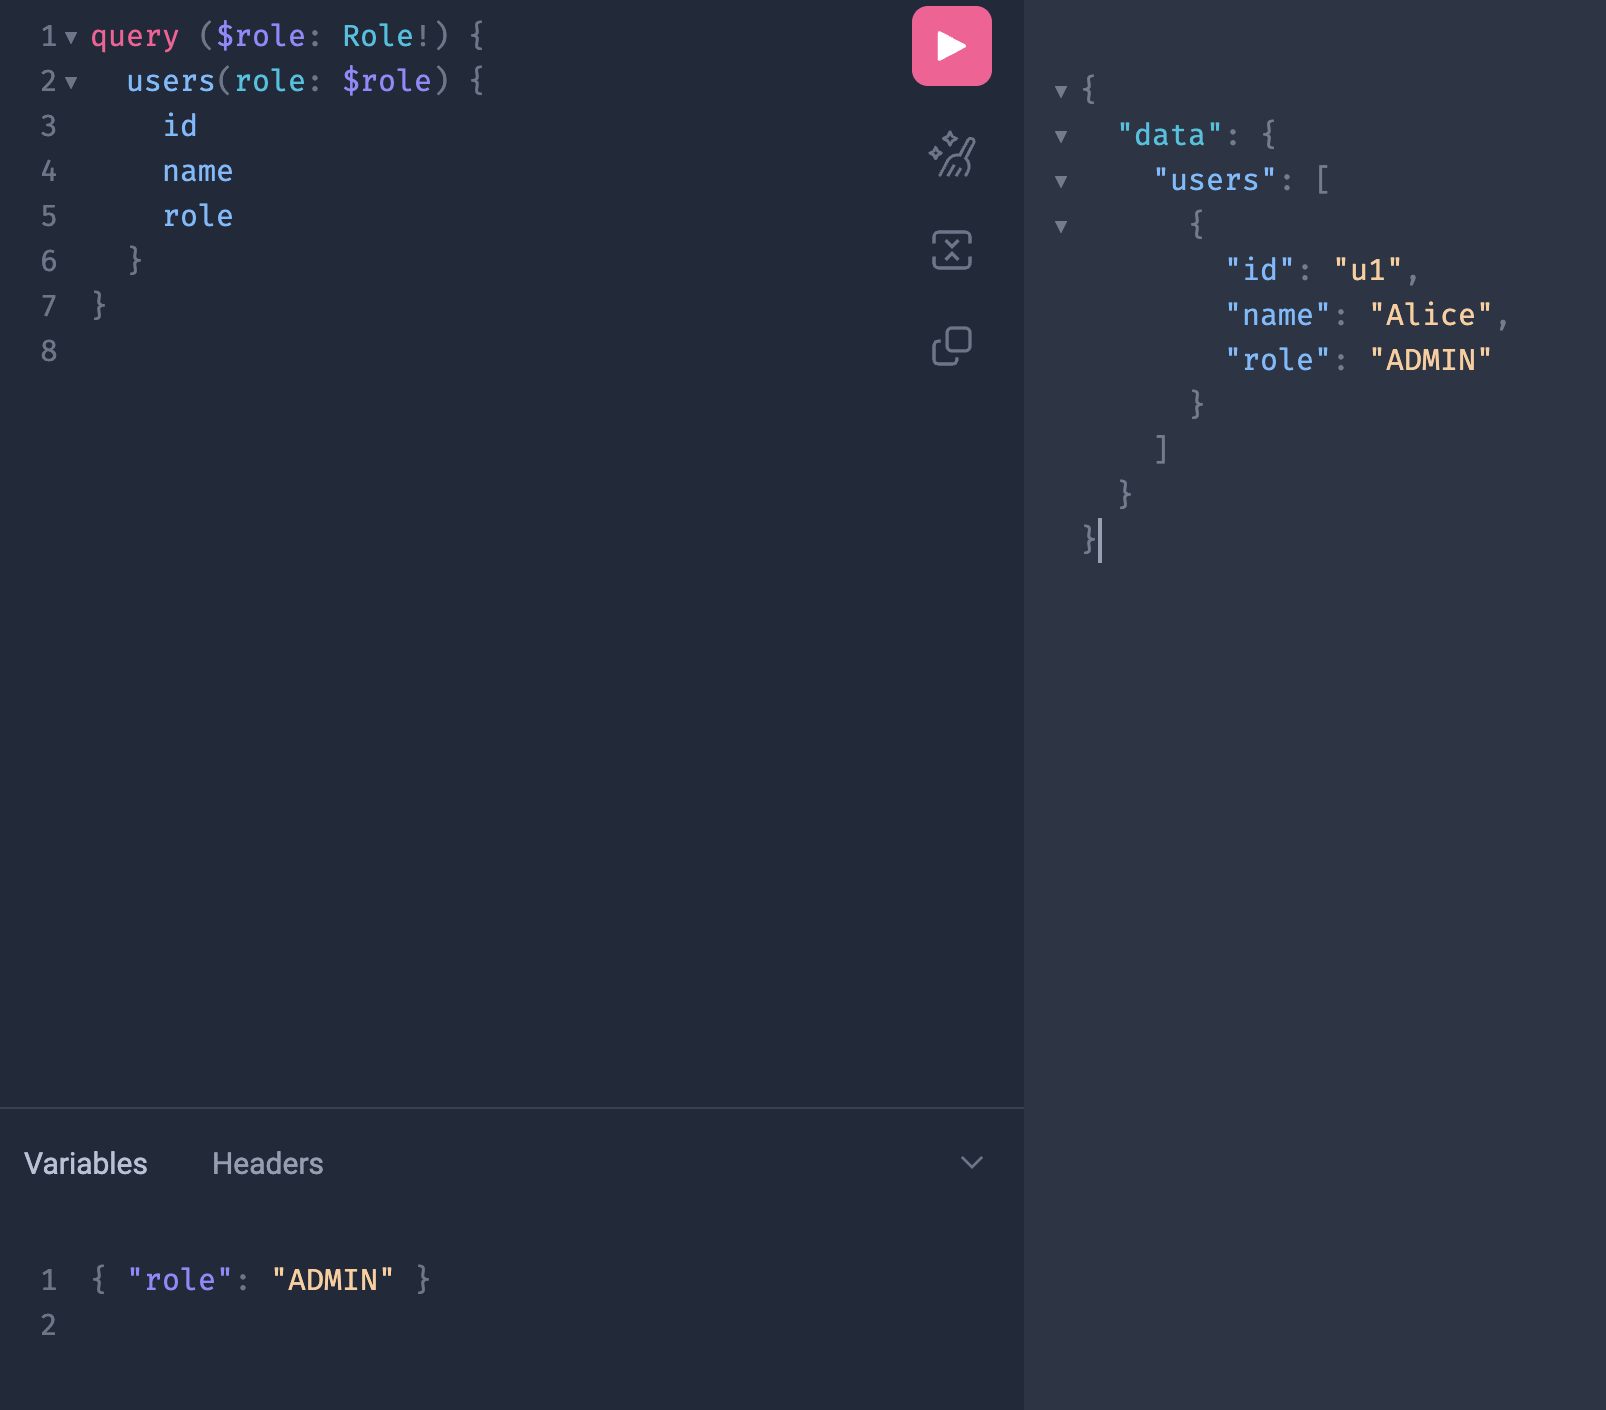 1 query ($role: Role!) {
2   users(role: $role) {
3     id
4     name
5     role
6   }
7 }
8
{
  "data": {
    "users": [
      {
        "id": "u1",
        "name": "Alice",
        "role": "ADMIN"
      }
    ]
  }
}
Variables Headers
1 { "role": "ADMIN" }
2